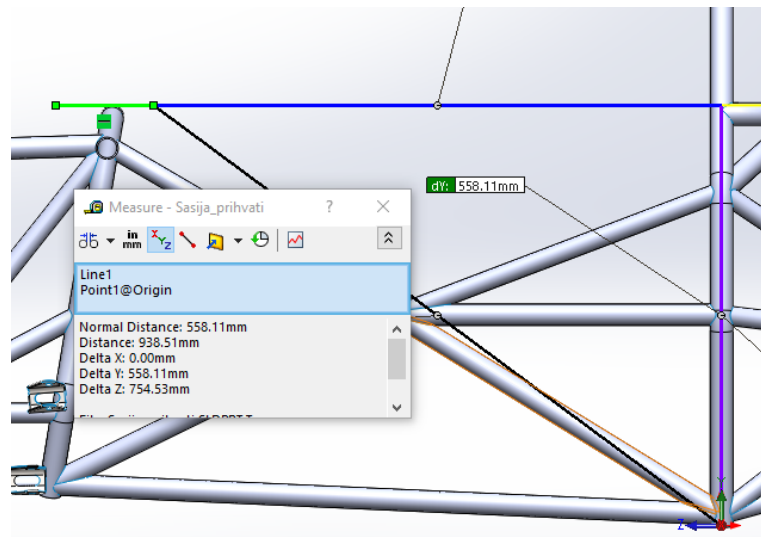 dY: 558.11mm
Measure - Sasija_prihvati
?
in
mm
XYZ
Line1
Point1@Origin
Normal Distance: 558.11mm
Distance: 938.51mm
Delta X: 0.00mm
Delta Y: 558.11mm
Delta Z: 754.53mm
Z